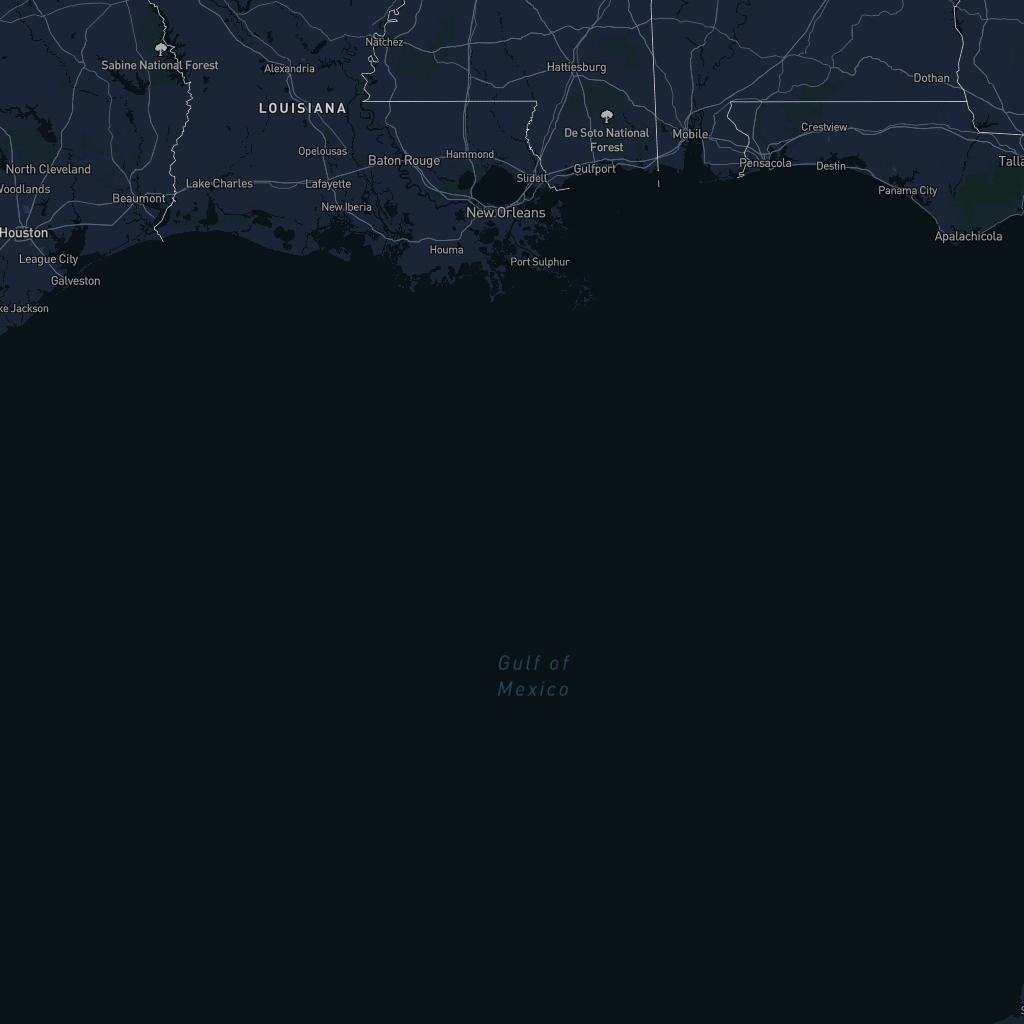 Natchez
Sabine National Forest
Alexandria
Hattiesburg
Dothan
LOUISIANA
De Soto National
Forest
Mobile
Crestview
Opelousas
Baton Rouge
Hammond
North Cleveland
Woodlands
Lake Charles
Lafayette
Slidell
Gulfport
Pensacola
Destin
Talla
Panama City
Beaumont
New Iberia
New Orleans
Houston
Apalachicola
Houma
League City
Port Sulphur
Galveston
ke Jackson
Gulf of
Mexico